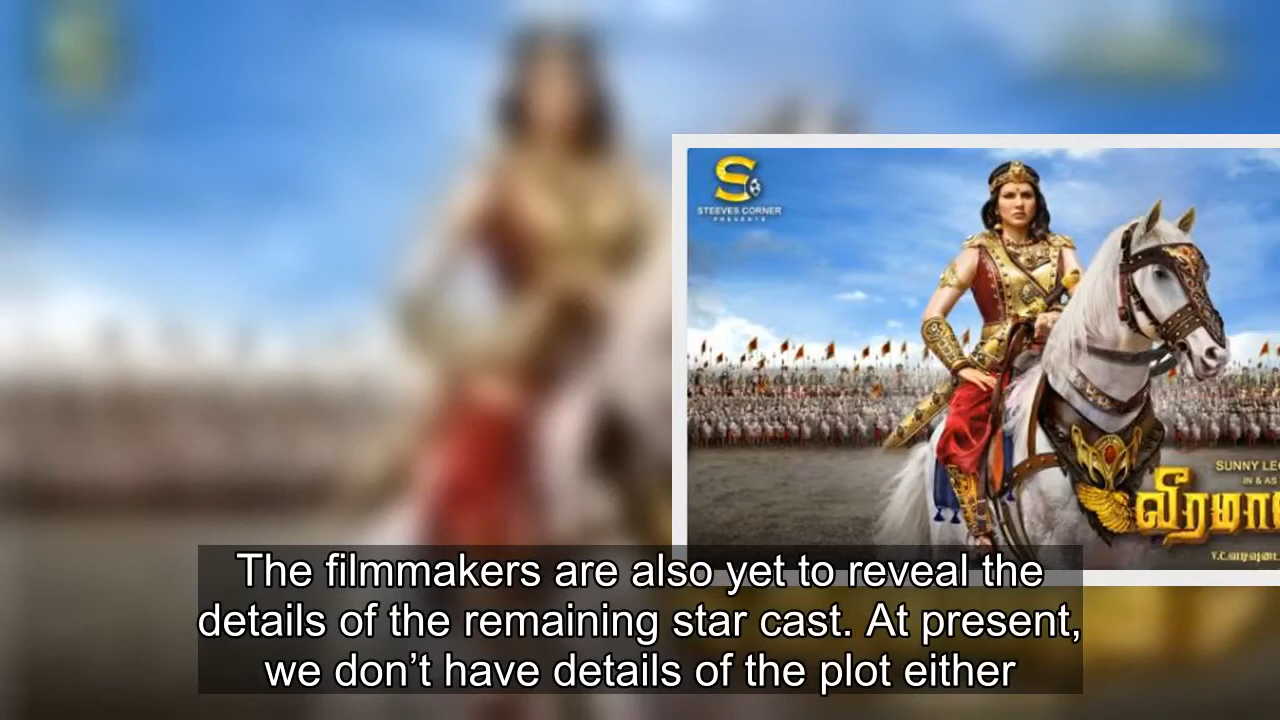 STEEVES CORNER
PRESENTS
SUNNY
IN & AS
The filmmakers are also yet to reveal the
details of the remaining star cast. At present,
we don’t have details of the plot either